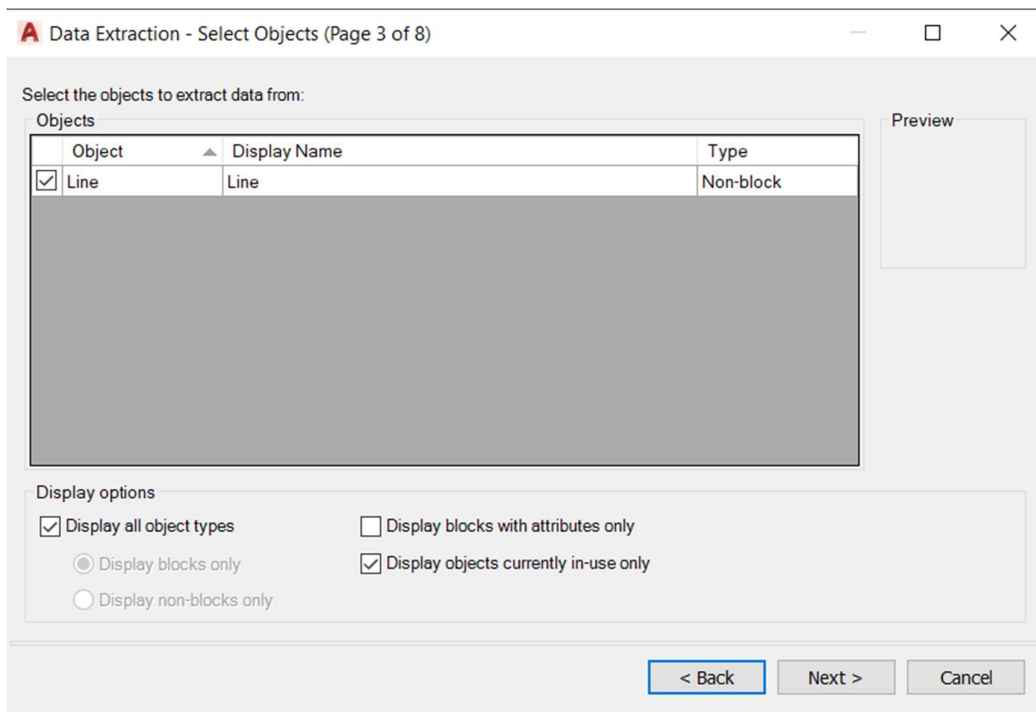 A Data Extraction - Select Objects (Page 3 of 8)
Select the objects to extract data from:
Objects
Preview
Object Display Name Type
Line Line Non-block
Display options
Display all object types Display blocks with attributes only
Display blocks only Display objects currently in-use only
Display non-blocks only
< Back Next > Cancel